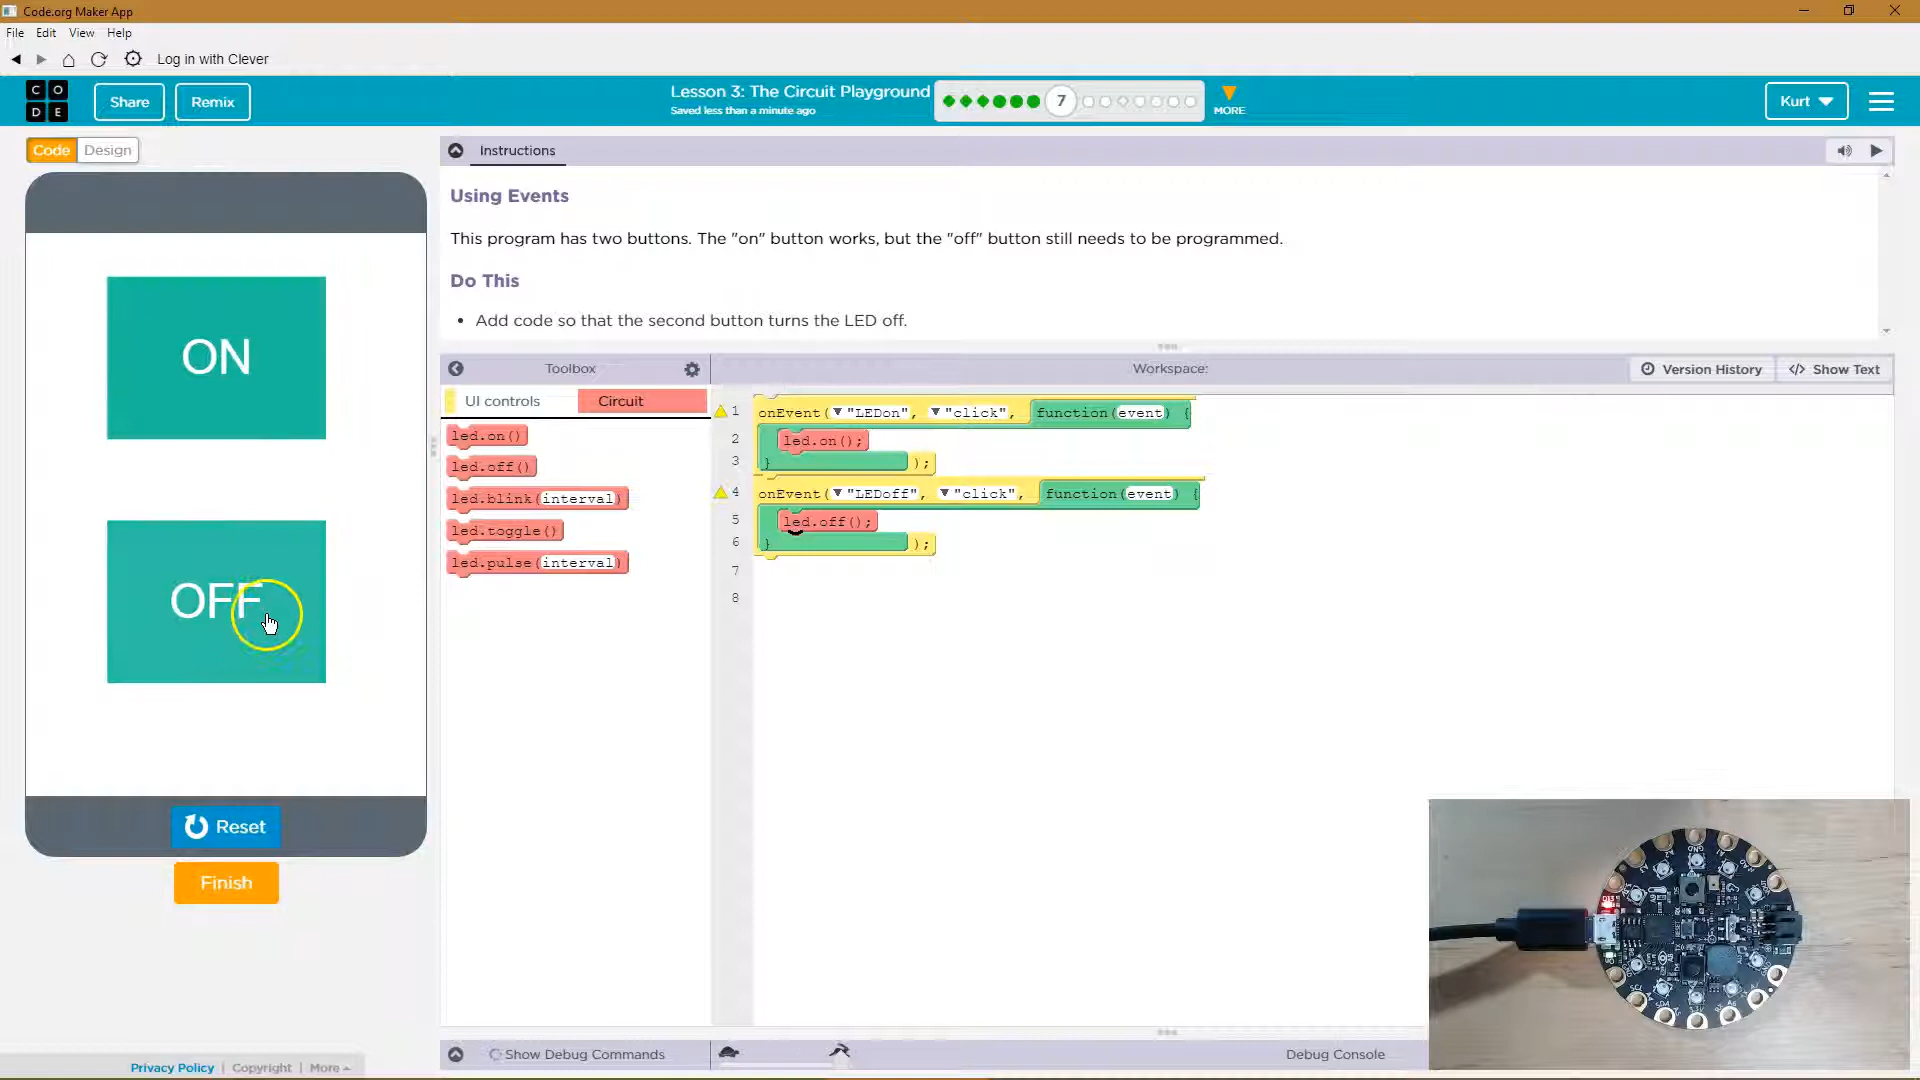 Code.org Maker App
File Edit View Help
Log in with Clever
C O D E
Share Remix
Lesson 3: The Circuit Playground
Saved less than a minute ago
7
MORE
Kurt
Code Design
Instructions
Using Events
This program has two buttons. The "on" button works, but the "off" button still needs to be programmed.
Do This
• Add code so that the second button turns the LED off.
ON
OFF
Reset
Finish
Toolbox
Workspace:
Version History
</> Show Text
UI controls
Circuit
led.on()
led.off()
led.blink(interval)
led.toggle()
led.pulse(interval)
1 onEvent(▼"LEDon", ▼"click", function(event) {
2 led.on();
3 } );
4 onEvent(▼"LEDoff", ▼"click", function(event) {
5 led.off();
6 } );
7
8
Show Debug Commands
Debug Console
Privacy Policy | Copyright | More